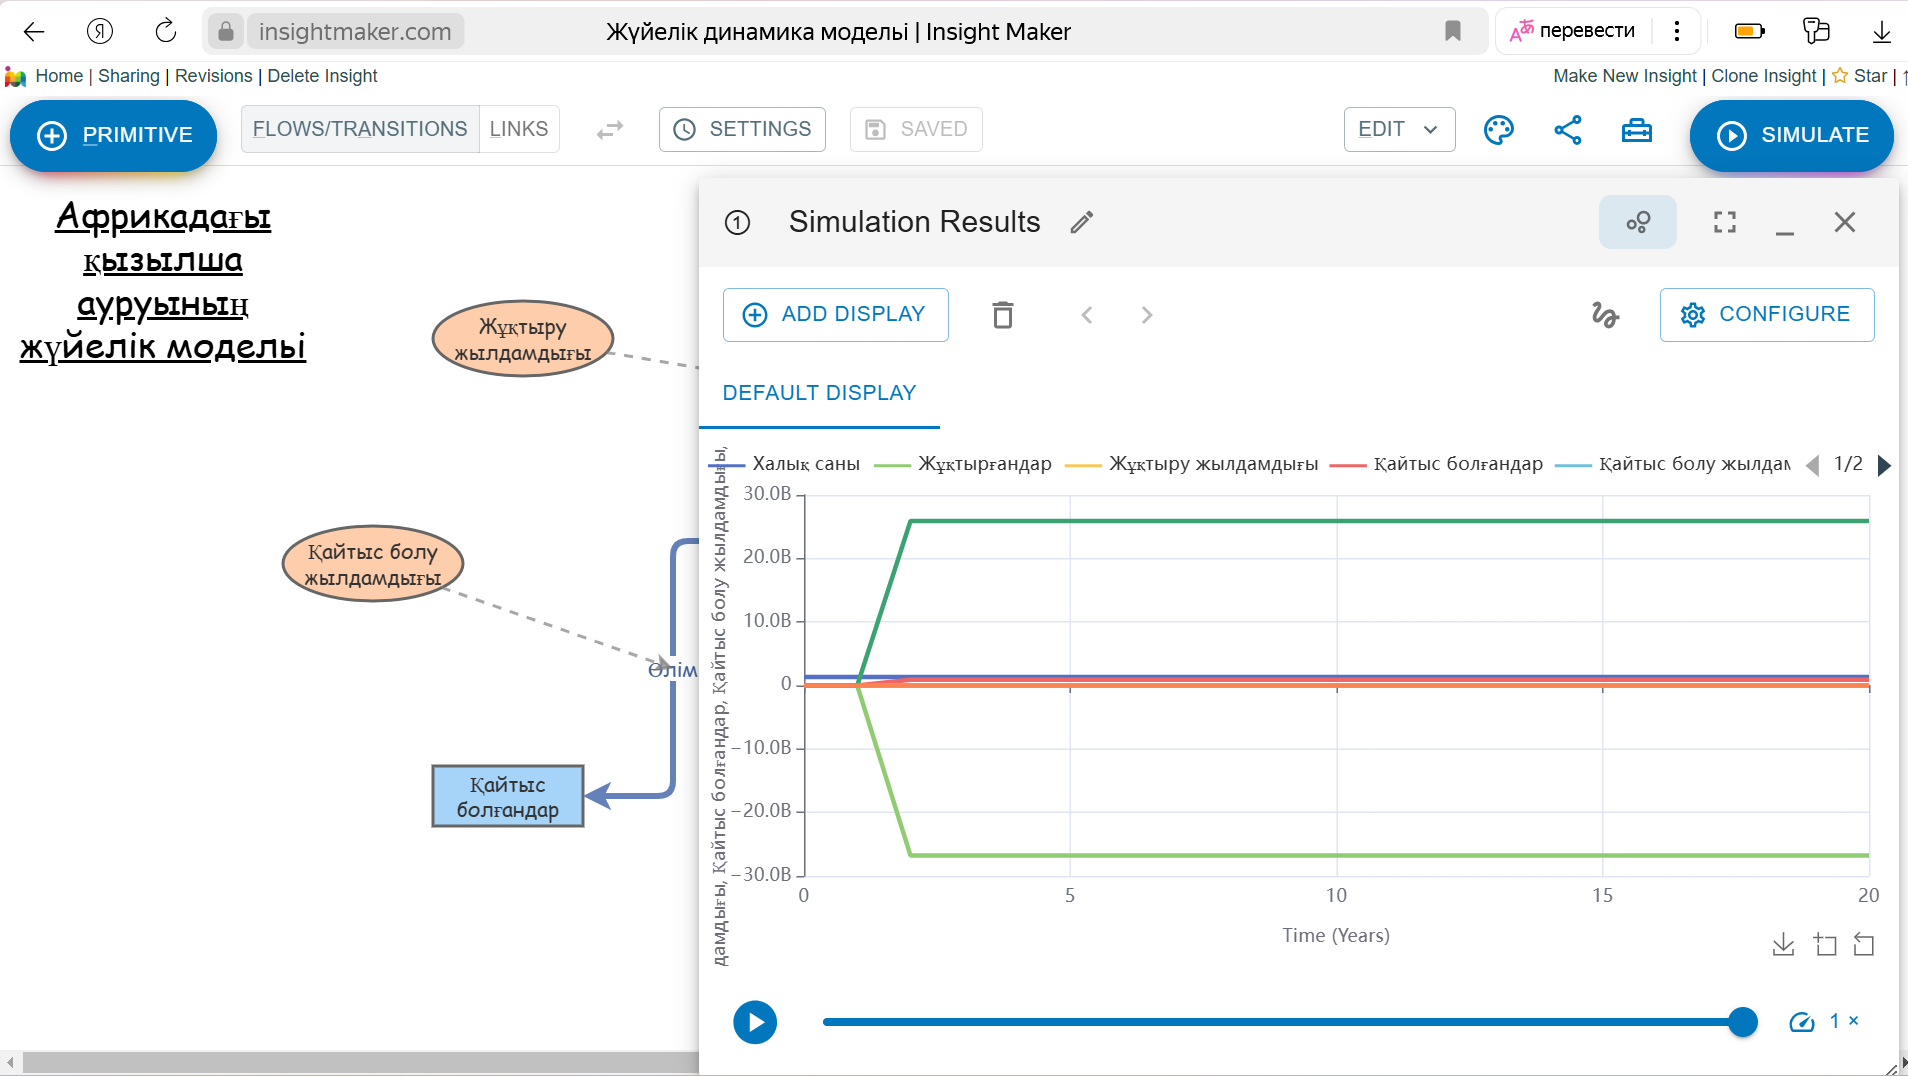 insightmaker.com
Жүйелік динамика модельі | Insight Maker
перевести
Home | Sharing | Revisions | Delete Insight
Make New Insight | Clone Insight | Star |
PRIMITIVE
FLOWS/TRANSITIONS
LINKS
SETTINGS
SAVED
EDIT
SIMULATE
Африкадағы
қызылша
ауруының
жүйелік моделі
Жұқтыру
жылдамдығы
Қайтыс болу
жылдамдығы
Өлім
Қайтыс
болғандар
1
Simulation Results
ADD DISPLAY
CONFIGURE
DEFAULT DISPLAY
Халық саны
Жұқтырғандар
Жұқтыру жылдамдығы
Қайтыс болғандар
Қайтыс болу жылдам
1/2
дамдығы, Қайтыс болғандар, Қайтыс болу жылдамдығы,
30.0B
20.0B
10.0B
0
−10.0B
−20.0B
−30.0B
0
5
10
15
20
Time (Years)
1 ×